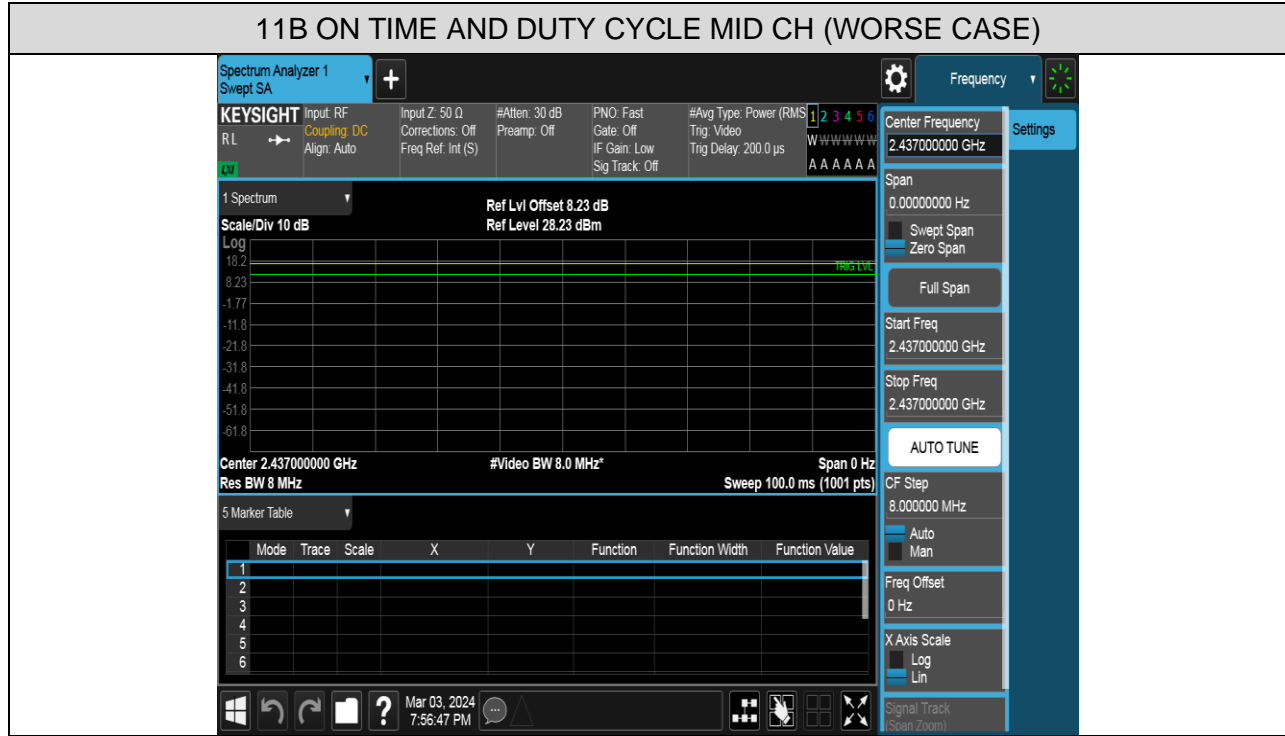 11B ON TIME AND DUTY CYCLE MID CH (WORSE CASE)
Spectrum Analyzer 1
Swept SA
+
Frequency
KEYSIGHT
RL
LXI
Input: RF
Coupling: DC
Align: Auto
Input Z: 50 Ω
Corrections: Off
Freq Ref: Int (S)
#Atten: 30 dB
Preamp: Off
PNO: Fast
Gate: Off
IF Gain: Low
Sig Track: Off
#Avg Type: Power (RMS
Trig: Video
Trig Delay: 200.0 µs
1 2 3 4 5 6
W W W W W W
A A A A A A
Center Frequency
2.437000000 GHz
Settings
Span
0.00000000 Hz
Swept Span
Zero Span
Full Span
Start Freq
2.437000000 GHz
Stop Freq
2.437000000 GHz
AUTO TUNE
CF Step
8.000000 MHz
Auto
Man
Freq Offset
0 Hz
X Axis Scale
Log
Lin
Signal Track
(Span Zoom)
1 Spectrum
Scale/Div 10 dB
Ref Lvl Offset 8.23 dB
Ref Level 28.23 dBm
Log
18.2
TRIG LVL
8.23
-1.77
-11.8
-21.8
-31.8
-41.8
-51.8
-61.8
Center 2.437000000 GHz
#Video BW 8.0 MHz*
Span 0 Hz
Res BW 8 MHz
Sweep 100.0 ms (1001 pts)
5 Marker Table
Mode Trace Scale X Y Function Function Width Function Value
1
2
3
4
5
6
?
Mar 03, 2024
7:56:47 PM